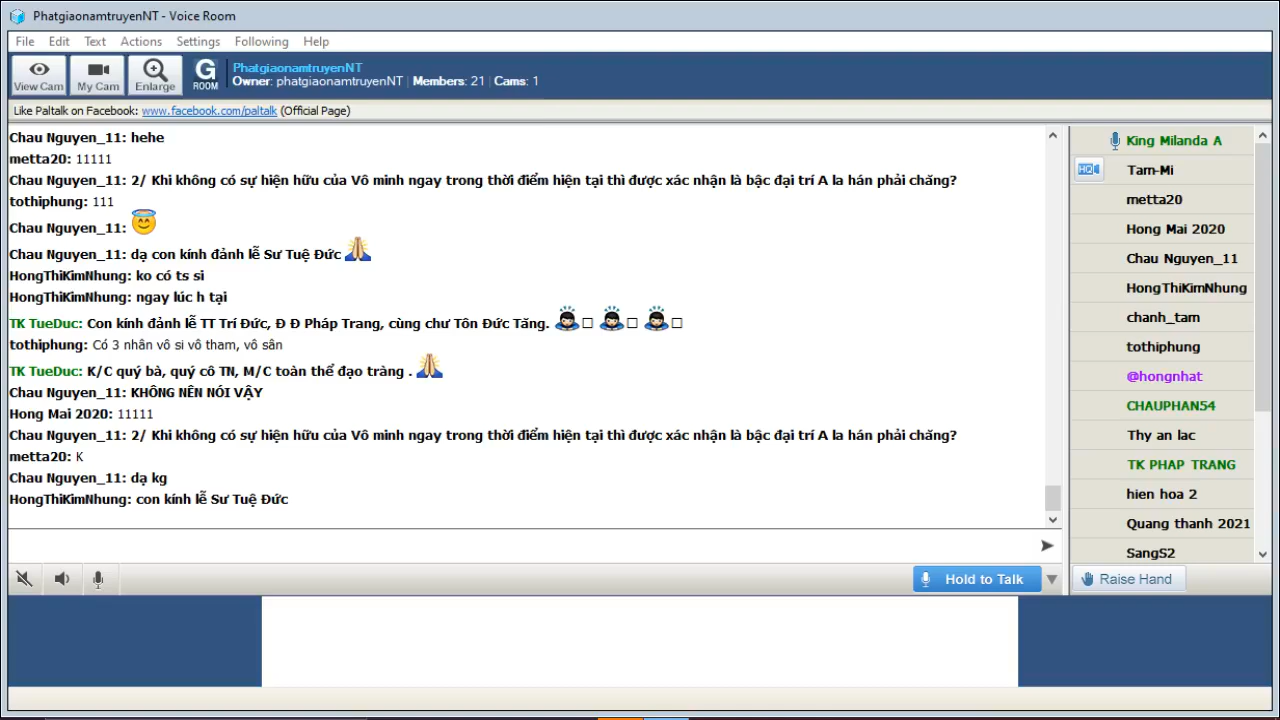 PhatgiaonamtruyenNT - Voice Room
File Edit Text Actions Settings Following Help
View Cam
My Cam
Enlarge
G ROOM
PhatgiaonamtruyenNT
Owner: phatgiaonamtruyenNT | Members: 21 | Cams: 1
Like Paltalk on Facebook: www.facebook.com/paltalk (Official Page)
Chau Nguyen_11: hehe
metta20: 11111
Chau Nguyen_11: 2/ Khi không có sự hiện hữu của Vô minh ngay trong thời điểm hiện tại thì được xác nhận là bậc đại trí A la hán phải chăng?
tothiphung: 111
Chau Nguyen_11:
Chau Nguyen_11: dạ con kính đảnh lễ Sư Tuệ Đức
HongThiKimNhung: ko có ts si
HongThiKimNhung: ngay lúc h tại
TK TueDuc: Con kính đảnh lễ TT Trí Đức, Đ Đ Pháp Trang, cùng chư Tôn Đức Tăng.
tothiphung: Có 3 nhân vô si vô tham, vô sân
TK TueDuc: K/C quý bà, quý cô TN, M/C toàn thể đạo tràng .
Chau Nguyen_11: KHÔNG NÊN NÓI VẬY
Hong Mai 2020: 11111
Chau Nguyen_11: 2/ Khi không có sự hiện hữu của Vô minh ngay trong thời điểm hiện tại thì được xác nhận là bậc đại trí A la hán phải chăng?
metta20: K
Chau Nguyen_11: dạ kg
HongThiKimNhung: con kính lễ Sư Tuệ Đức
King Milanda A
HQ
Tam-Mi
metta20
Hong Mai 2020
Chau Nguyen_11
HongThiKimNhung
chanh_tam
tothiphung
@hongnhat
CHAUPHAN54
Thy an lac
TK PHAP TRANG
hien hoa 2
Quang thanh 2021
SangS2
Hold to Talk
Raise Hand